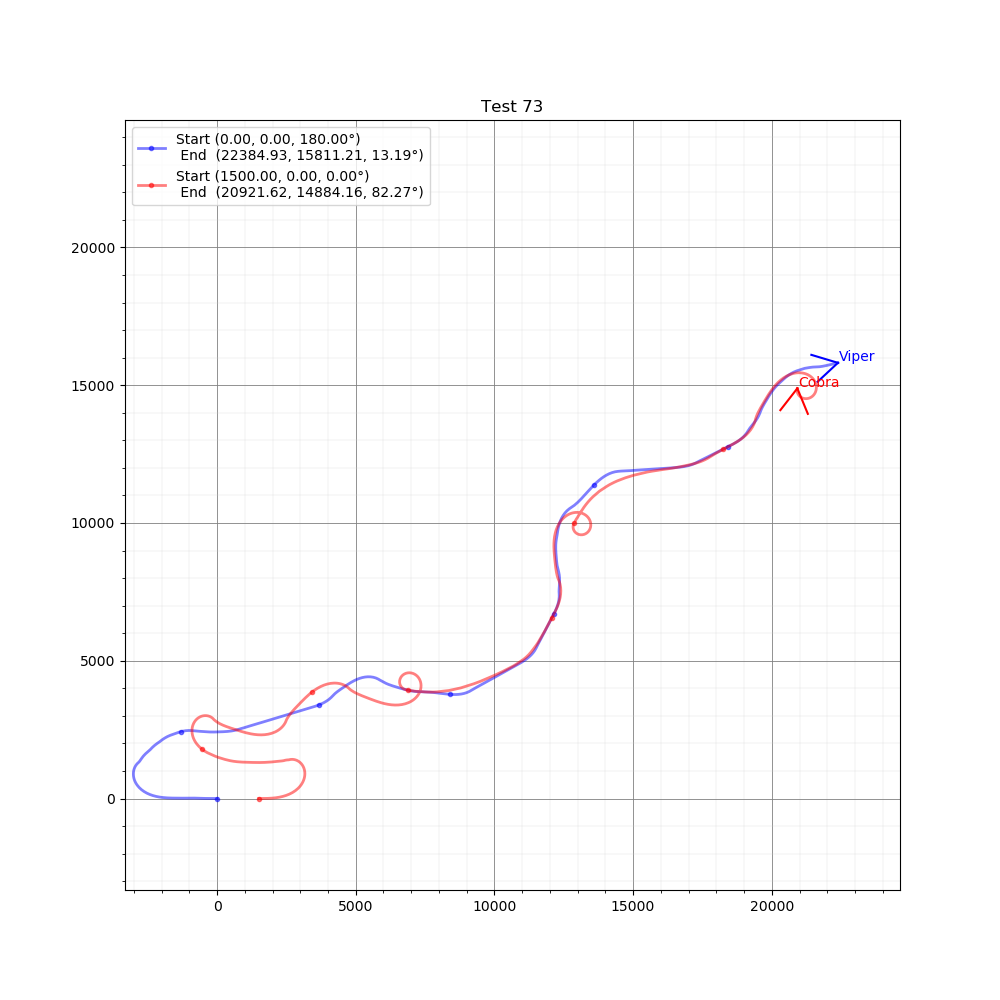 Test 73
Start (0.00, 0.00, 180.00°)
End (22384.93, 15811.21, 13.19°)
Start (1500.00, 0.00, 0.00°)
End (20921.62, 14884.16, 82.27°)
20000
15000
10000
5000
0
Viper
Cobra
0
5000
10000
15000
20000